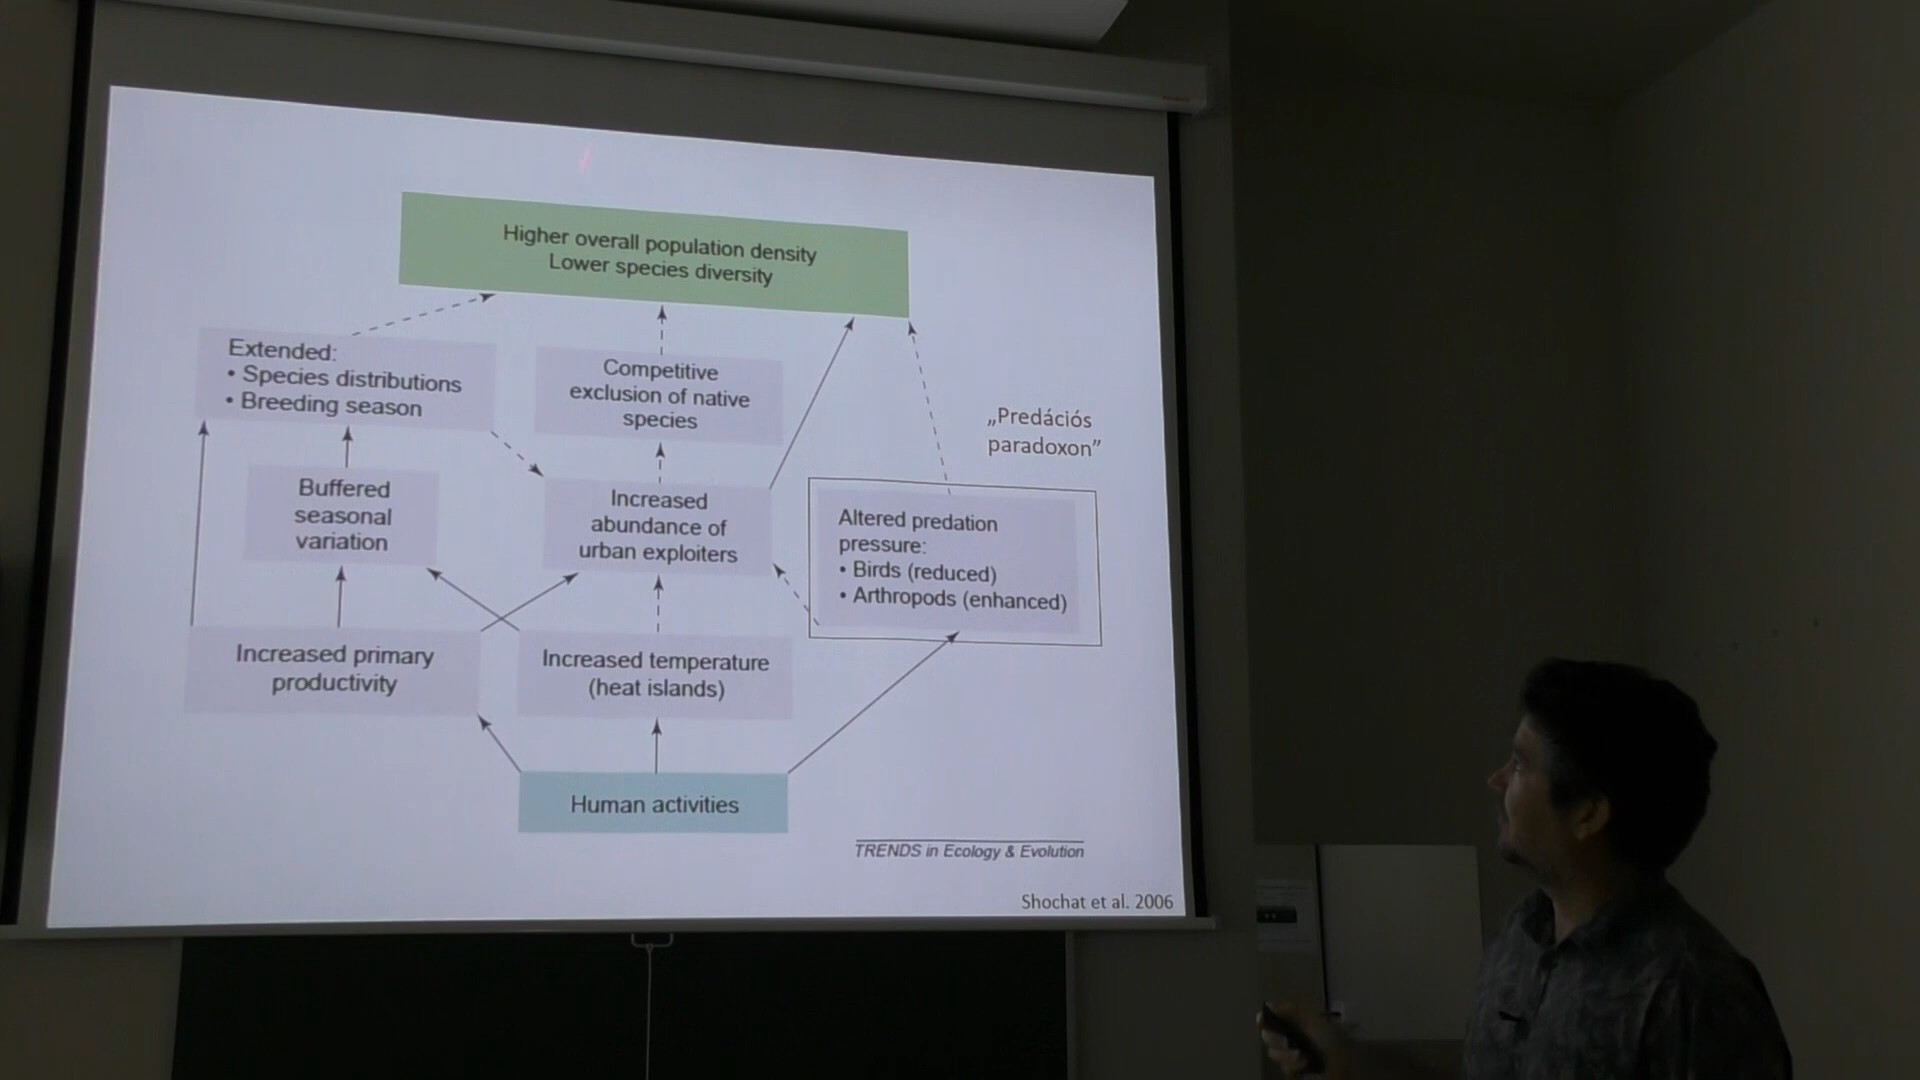 Higher overall population density
Lower species diversity
Extended:
• Species distributions
• Breeding season
Competitive
exclusion of native
species
„Predációs
paradoxon”
Buffered
seasonal
variation
Increased
abundance of
urban exploiters
Altered predation
pressure:
• Birds (reduced)
• Arthropods (enhanced)
Increased primary
productivity
Increased temperature
(heat islands)
Human activities
TRENDS in Ecology & Evolution
Shochat et al. 2006